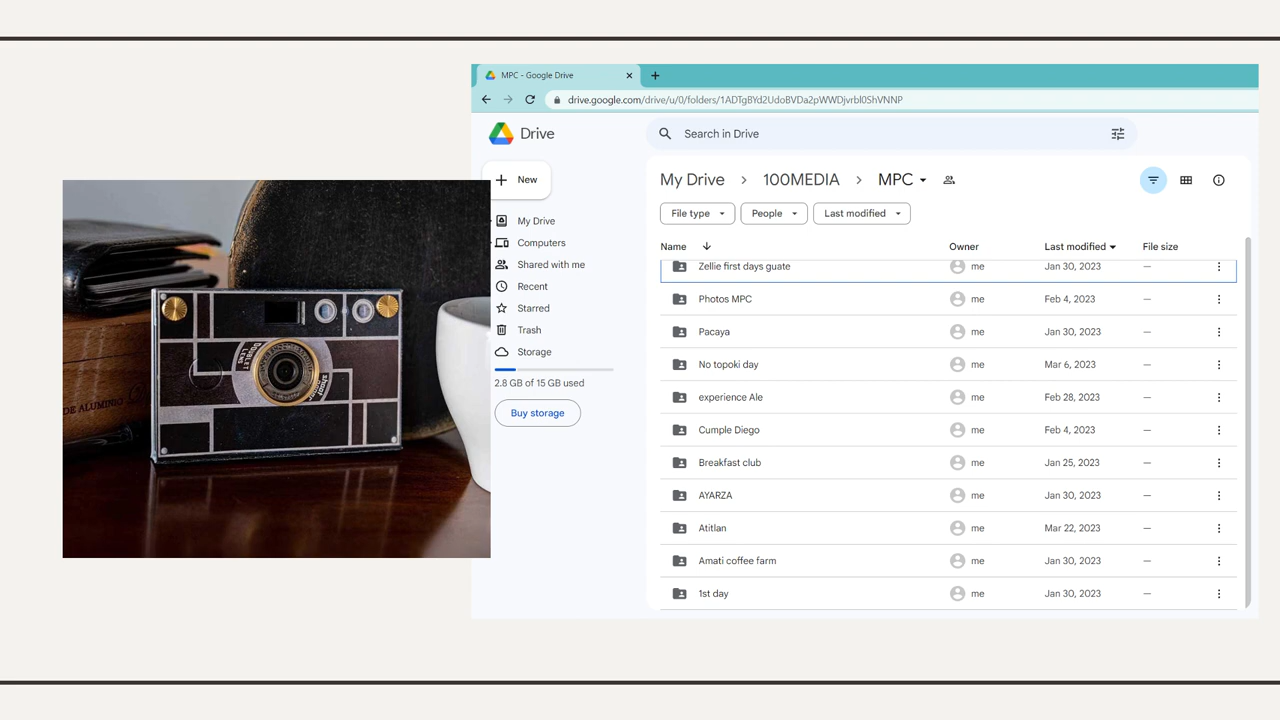 MPC - Google Drive
drive.google.com/drive/u/0/folders/1ADTgBYd2UdoBVDa2pWWDjvrbl0ShVNNP
Drive
Search in Drive
New
My Drive > 100MEDIA > MPC
File type
People
Last modified
My Drive
Computers
Shared with me
Recent
Starred
Trash
Storage
2.8 GB of 15 GB used
Buy storage
Name Owner Last modified File size
Zellie first days guate me Jan 30, 2023 —
Photos MPC me Feb 4, 2023 —
Pacaya me Jan 30, 2023 —
No topoki day me Mar 6, 2023 —
experience Ale me Feb 28, 2023 —
Cumple Diego me Feb 4, 2023 —
Breakfast club me Jan 25, 2023 —
AYARZA me Jan 30, 2023 —
Atitlan me Mar 22, 2023 —
Amati coffee farm me Jan 30, 2023 —
1st day me Jan 30, 2023 —
DE ALUMINIO
LENS